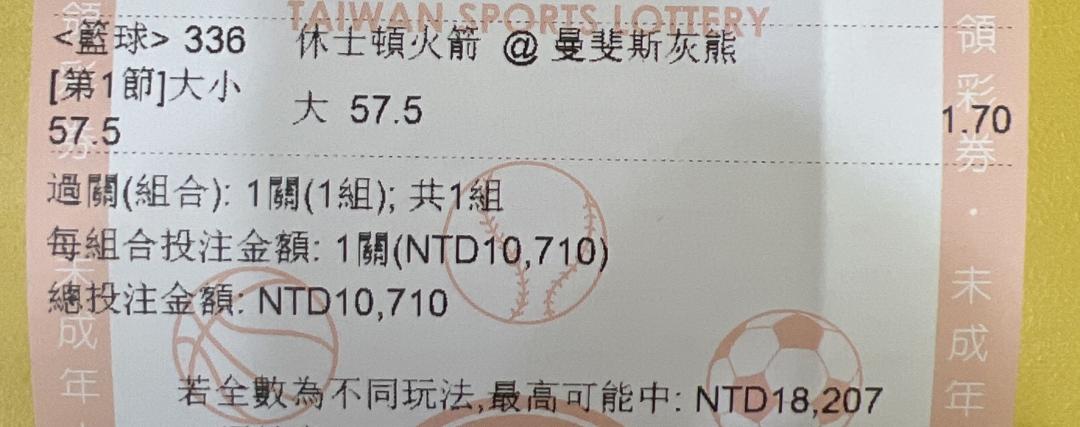 TAIWAN SPORTS LOTTERY
<籃球> 336 休士頓火箭 @ 曼斐斯灰熊
[第1節]大小 大 57.5 1.70
57.5
過關(組合): 1關(1組); 共1組
每組合投注金額: 1關(NTD10,710)
總投注金額: NTD10,710
若全數為不同玩法,最高可能中: NTD18,207
領彩券·未成年
券 未成年